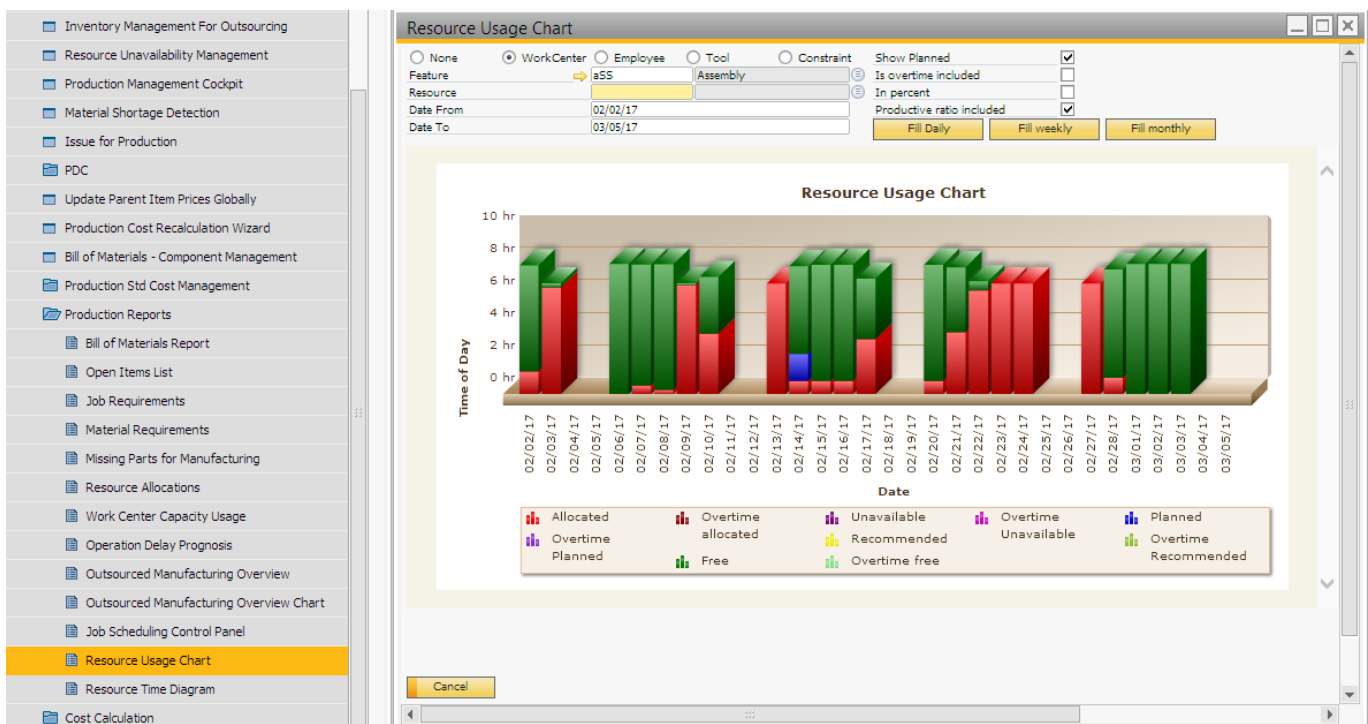 Inventory Management For Outsourcing
Resource Unavailability Management
Production Management Cockpit
Material Shortage Detection
Issue for Production
PDC
Update Parent Item Prices Globally
Production Cost Recalculation Wizard
Bill of Materials - Component Management
Production Std Cost Management
Production Reports
Bill of Materials Report
Open Items List
Job Requirements
Material Requirements
Missing Parts for Manufacturing
Resource Allocations
Work Center Capacity Usage
Operation Delay Prognosis
Outsourced Manufacturing Overview
Outsourced Manufacturing Overview Chart
Job Scheduling Control Panel
Resource Usage Chart
Resource Time Diagram
Cost Calculation
Resource Usage Chart
None WorkCenter Employee Tool Constraint Show Planned
Feature aSS Assembly Is overtime included
Resource In percent
Date From 02/02/17 Productive ratio included
Date To 03/05/17 Fill Daily Fill weekly Fill monthly
Resource Usage Chart
10 hr
8 hr
6 hr
4 hr
2 hr
0 hr
Time of Day
02/02/17
02/03/17
02/04/17
02/05/17
02/06/17
02/07/17
02/08/17
02/09/17
02/10/17
02/11/17
02/12/17
02/13/17
02/14/17
02/15/17
02/16/17
02/17/17
02/18/17
02/19/17
02/20/17
02/21/17
02/22/17
02/23/17
02/24/17
02/25/17
02/26/17
02/27/17
02/28/17
03/01/17
03/02/17
03/03/17
03/04/17
03/05/17
Date
Allocated
Overtime
allocated
Unavailable
Overtime
Unavailable
Planned
Overtime
Planned
Free
Recommended
Overtime free
Overtime
Recommended
Cancel